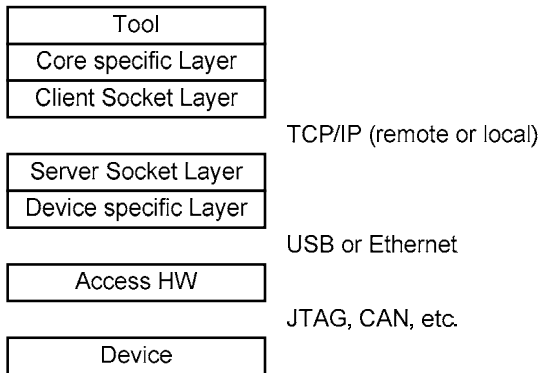 Tool
Core specific Layer
Client Socket Layer
TCP/IP (remote or local)
Server Socket Layer
Device specific Layer
USB or Ethernet
Access HW
JTAG, CAN, etc.
Device